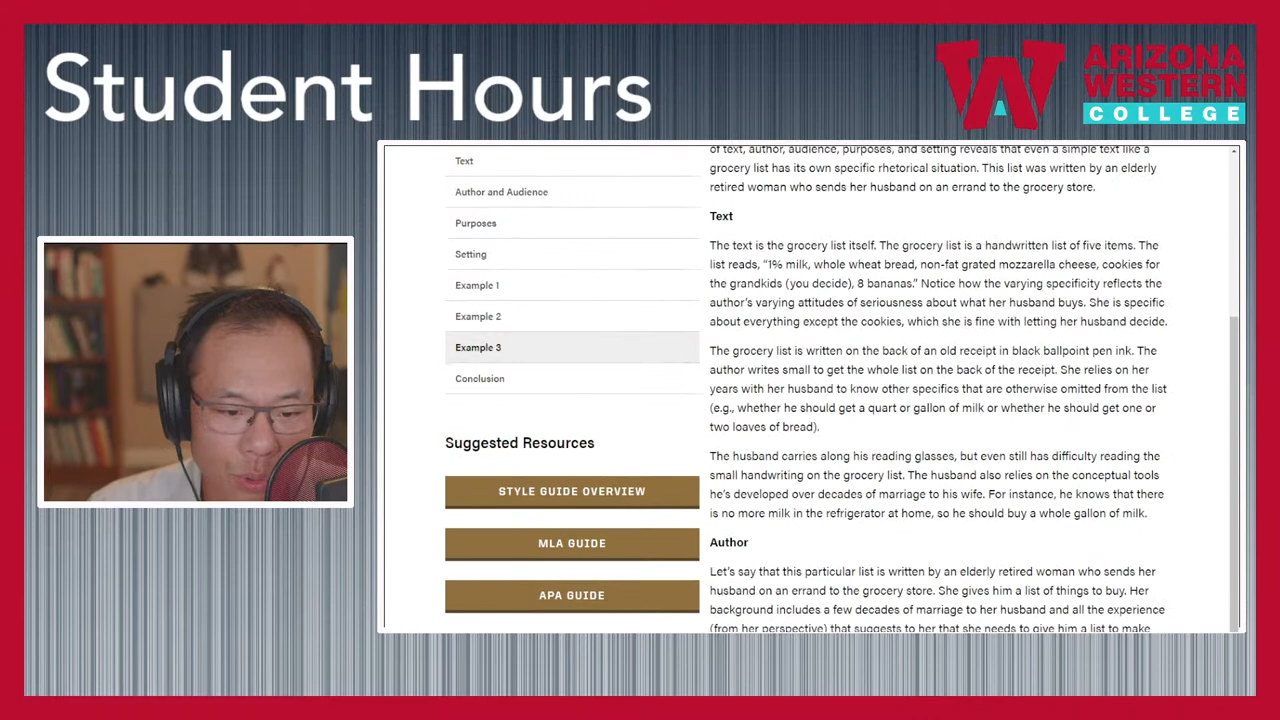 Student Hours
ARIZONA
WESTERN
COLLEGE
Text
Author and Audience
Purposes
Setting
Example 1
Example 2
Example 3
Conclusion
Suggested Resources
STYLE GUIDE OVERVIEW
MLA GUIDE
APA GUIDE
of text, author, audience, purposes, and setting reveals that even a simple text like a
grocery list has its own specific rhetorical situation. This list was written by an elderly
retired woman who sends her husband on an errand to the grocery store.
Text
The text is the grocery list itself. The grocery list is a handwritten list of five items. The
list reads, “1% milk, whole wheat bread, non-fat grated mozzarella cheese, cookies for
the grandkids (you decide), 8 bananas.” Notice how the varying specificity reflects the
author’s varying attitudes of seriousness about what her husband buys. She is specific
about everything except the cookies, which she is fine with letting her husband decide.
The grocery list is written on the back of an old receipt in black ballpoint pen ink. The
author writes small to get the whole list on the back of the receipt. She relies on her
years with her husband to know other specifics that are otherwise omitted from the list
(e.g., whether he should get a quart or gallon of milk or whether he should get one or
two loaves of bread).
The husband carries along his reading glasses, but even still has difficulty reading the
small handwriting on the grocery list. The husband also relies on the conceptual tools
he’s developed over decades of marriage to his wife. For instance, he knows that there
is no more milk in the refrigerator at home, so he should buy a whole gallon of milk.
Author
Let’s say that this particular list is written by an elderly retired woman who sends her
husband on an errand to the grocery store. She gives him a list of things to buy. Her
background includes a few decades of marriage to her husband and all the experience
(from her perspective) that suggests to her that she needs to give him a list to make